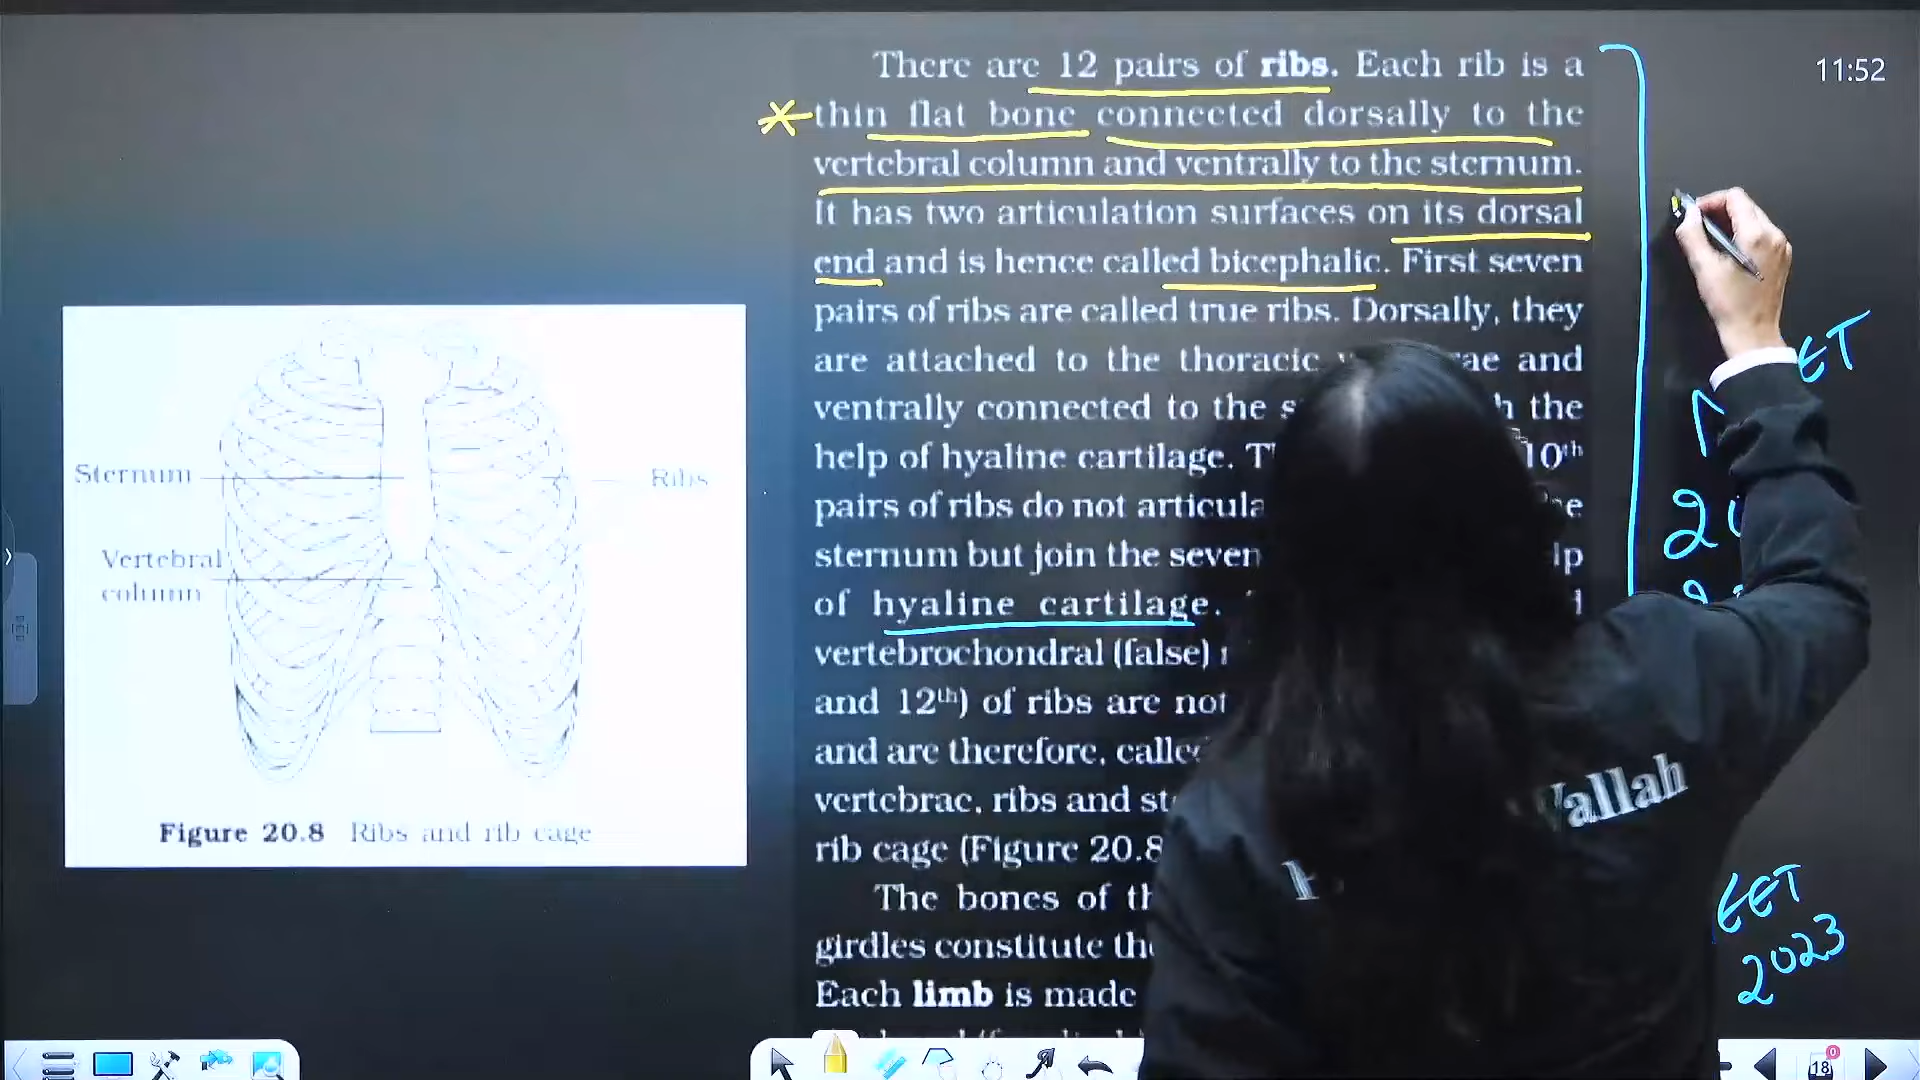 11:52
There are 12 pairs of ribs. Each rib is a
thin flat bone connected dorsally to the
vertebral column and ventrally to the sternum.
It has two articulation surfaces on its dorsal
end and is hence called bicephalic. First seven
pairs of ribs are called true ribs. Dorsally, they
are attached to the thoracic and
ventrally connected to the the
help of hyaline cartilage. 10th
pairs of ribs do not
sternum but join the
of hyaline cartilage.
vertebrochondral (false)
and 12th) of ribs are not
and are therefore, called
vertebrae, ribs and
rib cage (Figure 20.8
The bones of
girdles constitute
Each limb is made
Sternum
Ribs
Vertebral
column
Figure 20.8 Ribs and rib cage
ET
Wallah
EET
2023
18
0